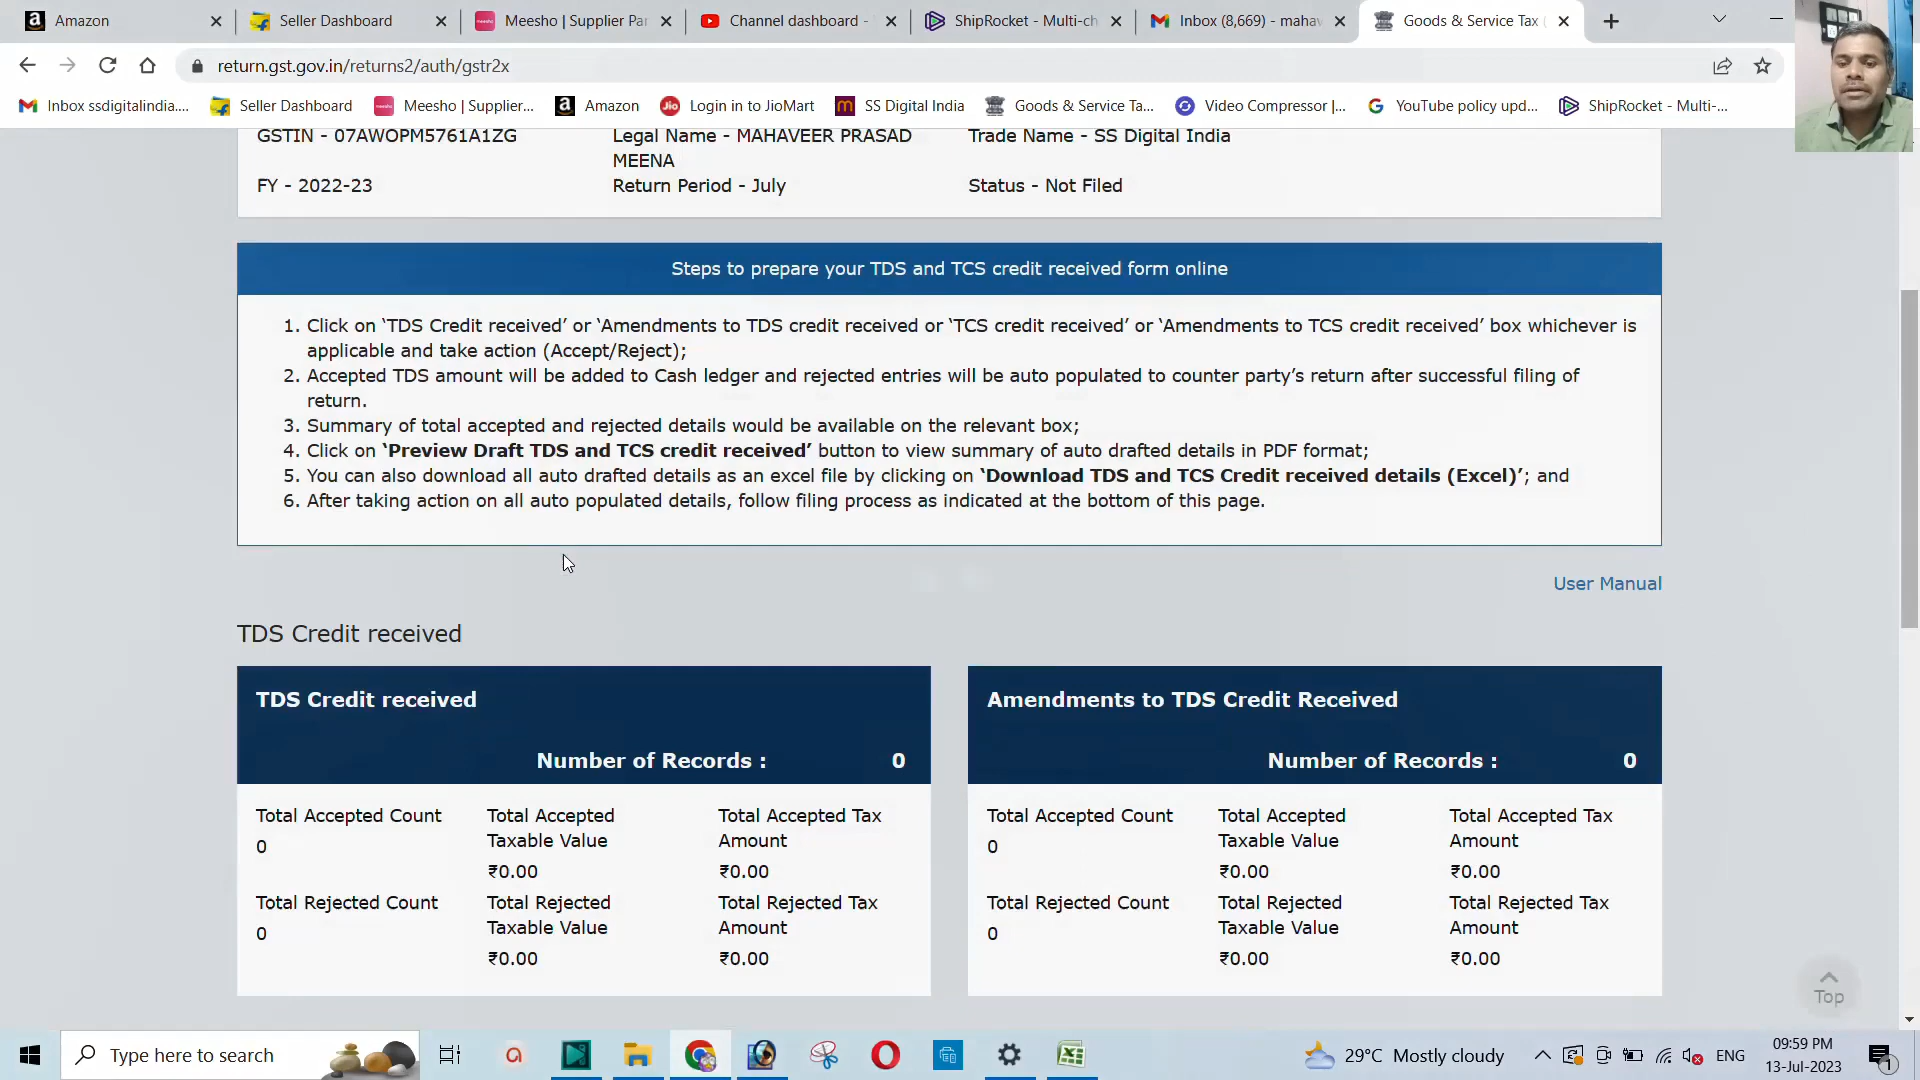 Amazon
Seller Dashboard
Meesho | Supplier Pa
Channel dashboard -
ShipRocket - Multi-ch
Inbox (8,669) - maha
Goods & Service Tax (
return.gst.gov.in/returns2/auth/gstr2x
Inbox ssdigitalindia....
Seller Dashboard
Meesho | Supplier...
Amazon
Login in to JioMart
SS Digital India
Goods & Service Ta...
Video Compressor |...
YouTube policy upd...
ShipRocket - Multi-...
GSTIN - 07AWOPM5761A1ZG
Legal Name - MAHAVEER PRASAD
MEENA
Trade Name - SS Digital India
FY - 2022-23
Return Period - July
Status - Not Filed
Steps to prepare your TDS and TCS credit received form online
1. Click on ‘TDS Credit received’ or ‘Amendments to TDS credit received or ‘TCS credit received’ or ‘Amendments to TCS credit received’ box whichever is
applicable and take action (Accept/Reject);
2. Accepted TDS amount will be added to Cash ledger and rejected entries will be auto populated to counter party’s return after successful filing of
return.
3. Summary of total accepted and rejected details would be available on the relevant box;
4. Click on ‘Preview Draft TDS and TCS credit received’ button to view summary of auto drafted details in PDF format;
5. You can also download all auto drafted details as an excel file by clicking on ‘Download TDS and TCS Credit received details (Excel)’; and
6. After taking action on all auto populated details, follow filing process as indicated at the bottom of this page.
User Manual
TDS Credit received
TDS Credit received
Number of Records : 0
Total Accepted Count
0
Total Accepted
Taxable Value
₹0.00
Total Accepted Tax
Amount
₹0.00
Total Rejected Count
0
Total Rejected
Taxable Value
₹0.00
Total Rejected Tax
Amount
₹0.00
Amendments to TDS Credit Received
Number of Records : 0
Total Accepted Count
0
Total Accepted
Taxable Value
₹0.00
Total Accepted Tax
Amount
₹0.00
Total Rejected Count
0
Total Rejected
Taxable Value
₹0.00
Total Rejected Tax
Amount
₹0.00
Top
Type here to search
29°C Mostly cloudy
ENG
09:59 PM
13-Jul-2023
1